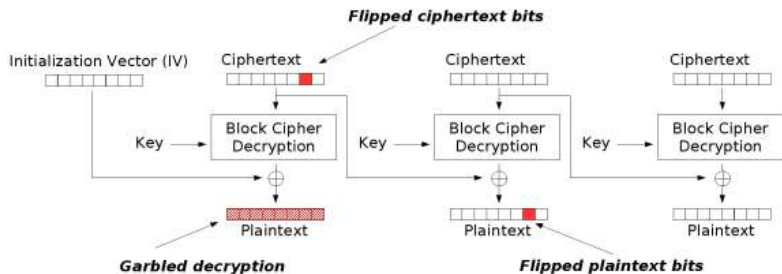 Flipped ciphertext bits
Initialization Vector (IV)
Ciphertext
Ciphertext
Ciphertext
Key
Block Cipher
Decryption
Key
Block Cipher
Decryption
Key
Block Cipher
Decryption
Plaintext
Plaintext
Plaintext
Garbled decryption
Flipped plaintext bits